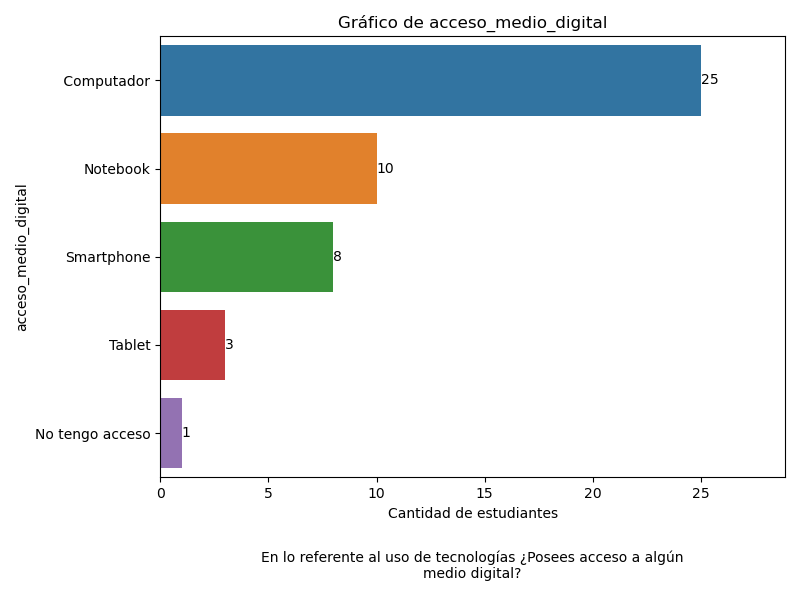 Gráfico de acceso_medio_digital
acceso_medio_digital
Computador
25
Notebook
10
Smartphone
8
Tablet
3
No tengo acceso
1
0 5 10 15 20 25
Cantidad de estudiantes
En lo referente al uso de tecnologías ¿Posees acceso a algún
medio digital?